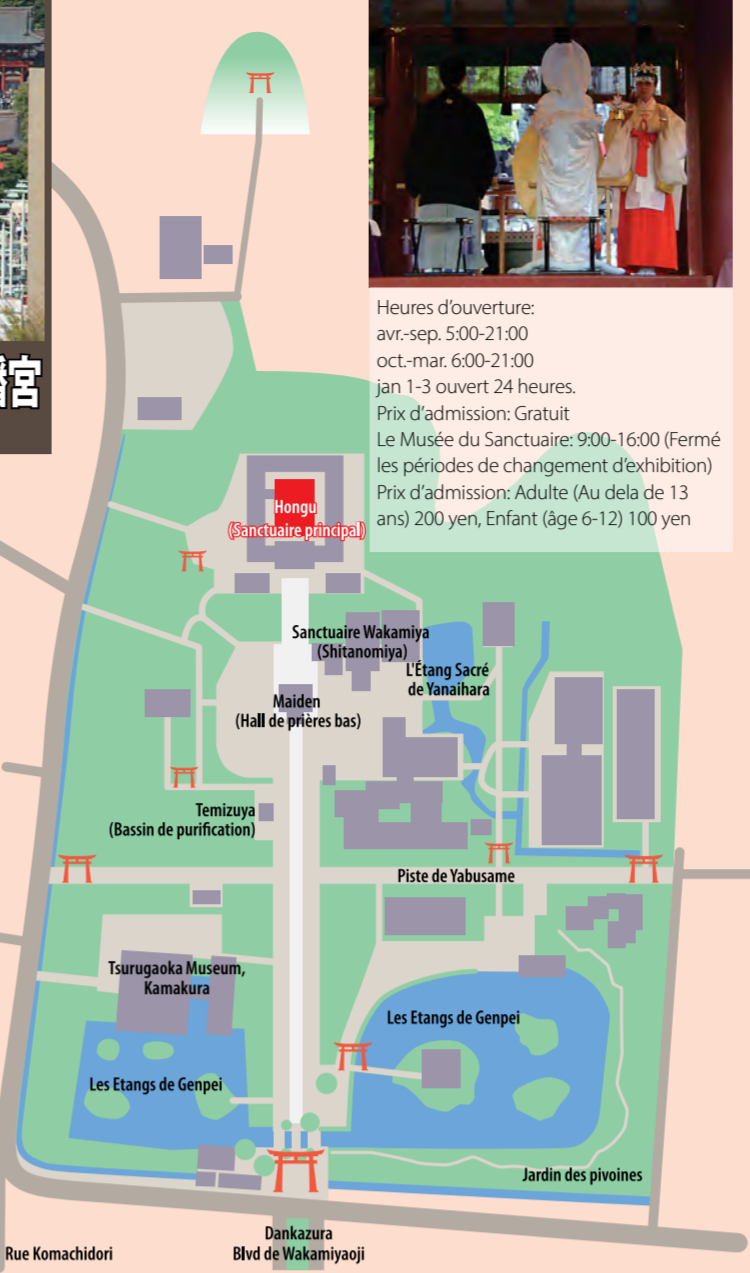 宮
Heures d'ouverture:
avr.-sep. 5:00-21:00
oct.-mar. 6:00-21:00
jan 1-3 ouvert 24 heures.
Prix d'admission: Gratuit
Le Musée du Sanctuaire: 9:00-16:00 (Fermé
les périodes de changement d'exhibition)
Prix d'admission: Adulte (Au dela de 13
ans) 200 yen, Enfant (âge 6-12) 100 yen
Hongu
(Sanctuaire principal)
Sanctuaire Wakamiya
(Shitanomiya)
L'Étang Sacré
de Yanaihara
Maiden
(Hall de prières bas)
Temizuya
(Bassin de purification)
Piste de Yabusame
Tsurugaoka Museum,
Kamakura
Les Etangs de Genpei
Les Etangs de Genpei
Jardin des pivoines
Dankazura
Blvd de Wakamiyaoji
Rue Komachidori